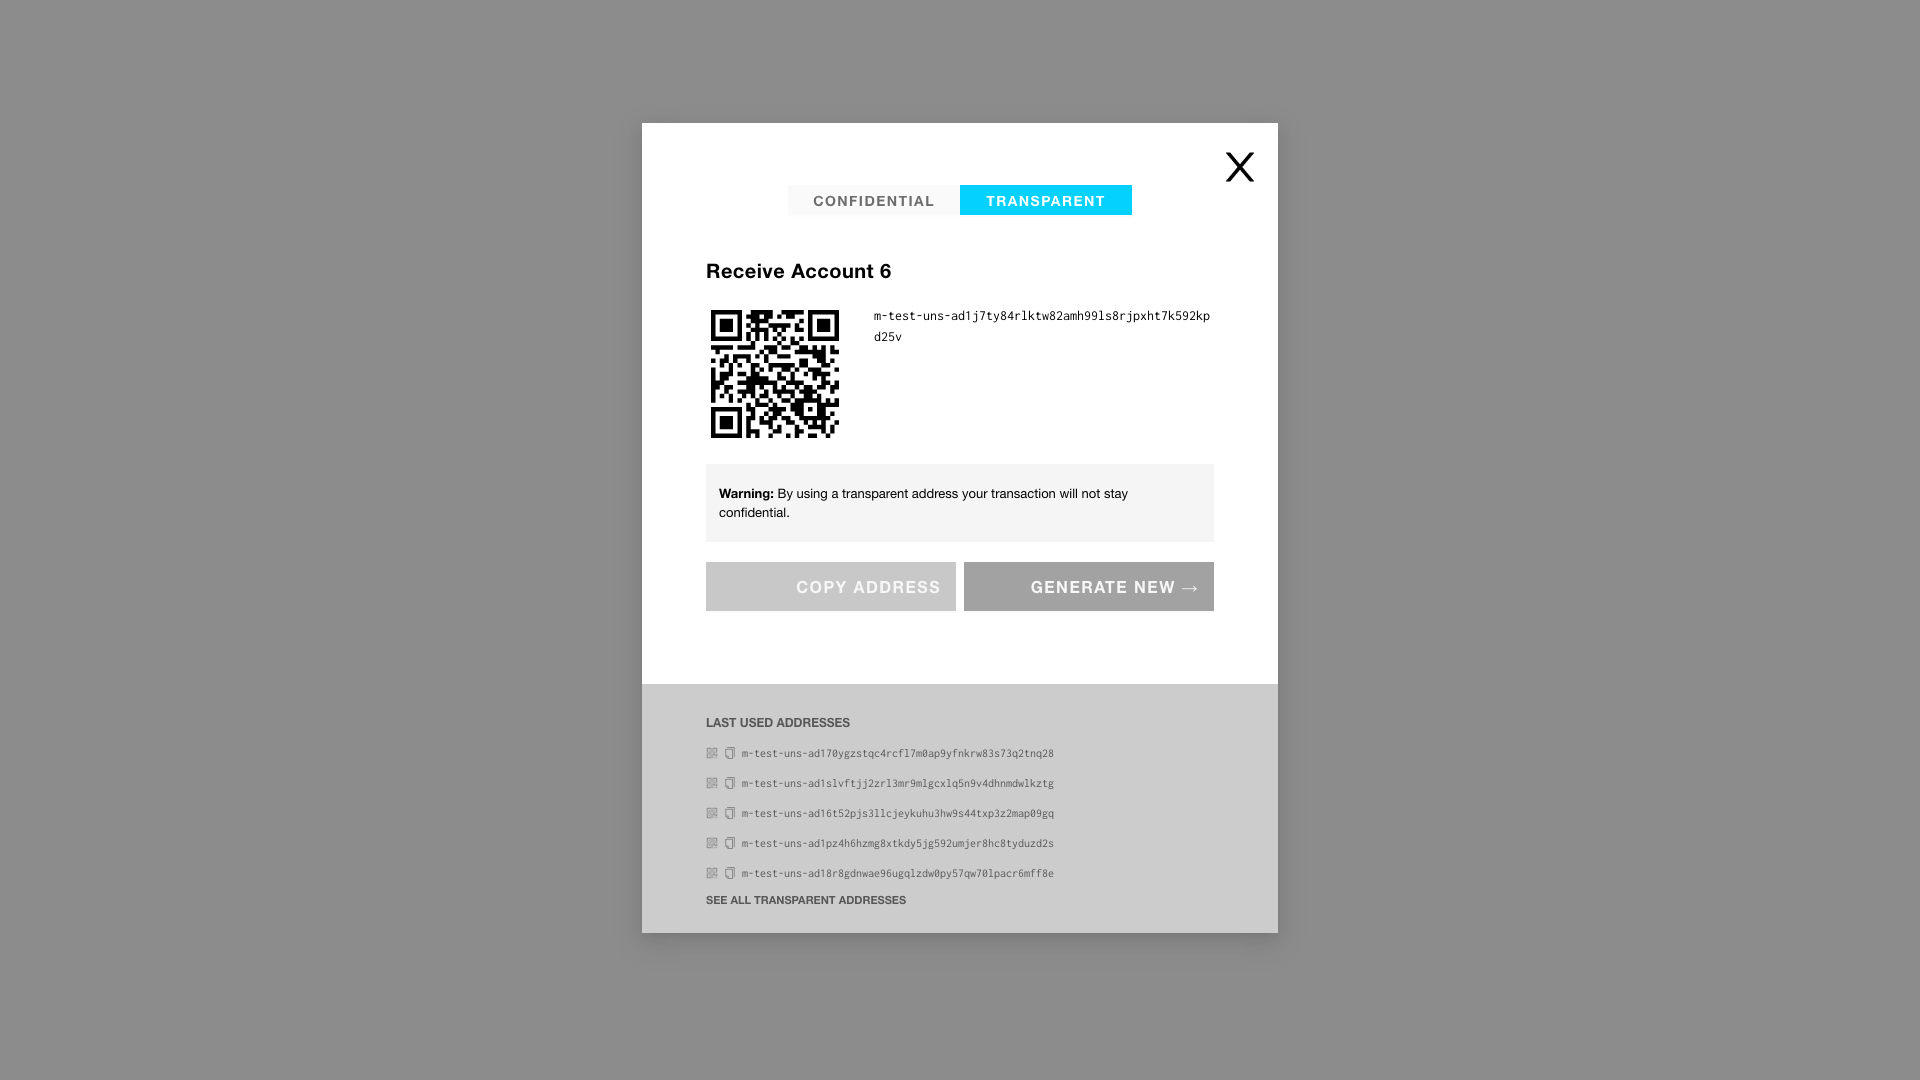 X
CONFIDENTIAL TRANSPARENT
Receive Account 6
m-test-uns-ad1j7ty84rlktw82amh99ls8rjpxht7k592kp
d25v
Warning: By using a transparent address your transaction will not stay
confidential.
COPY ADDRESS GENERATE NEW →
LAST USED ADDRESSES
m-test-uns-ad170ygzstqc4rcfl7m0ap9yfnkrw83s73q2tnq28
m-test-uns-ad1slvftjj2zrl3mr9mlgcxlq5n9v4dhnmdwlkztg
m-test-uns-ad16t52pjs3llcjeykuhu3hw9s44txp3z2map09gq
m-test-uns-ad1pz4h6hzmg8xtkdy5jg592umjer8hc8tyduzd2s
m-test-uns-ad18r8gdnwae96ugqlzdw0py57qw70lpacr6mff8e
SEE ALL TRANSPARENT ADDRESSES